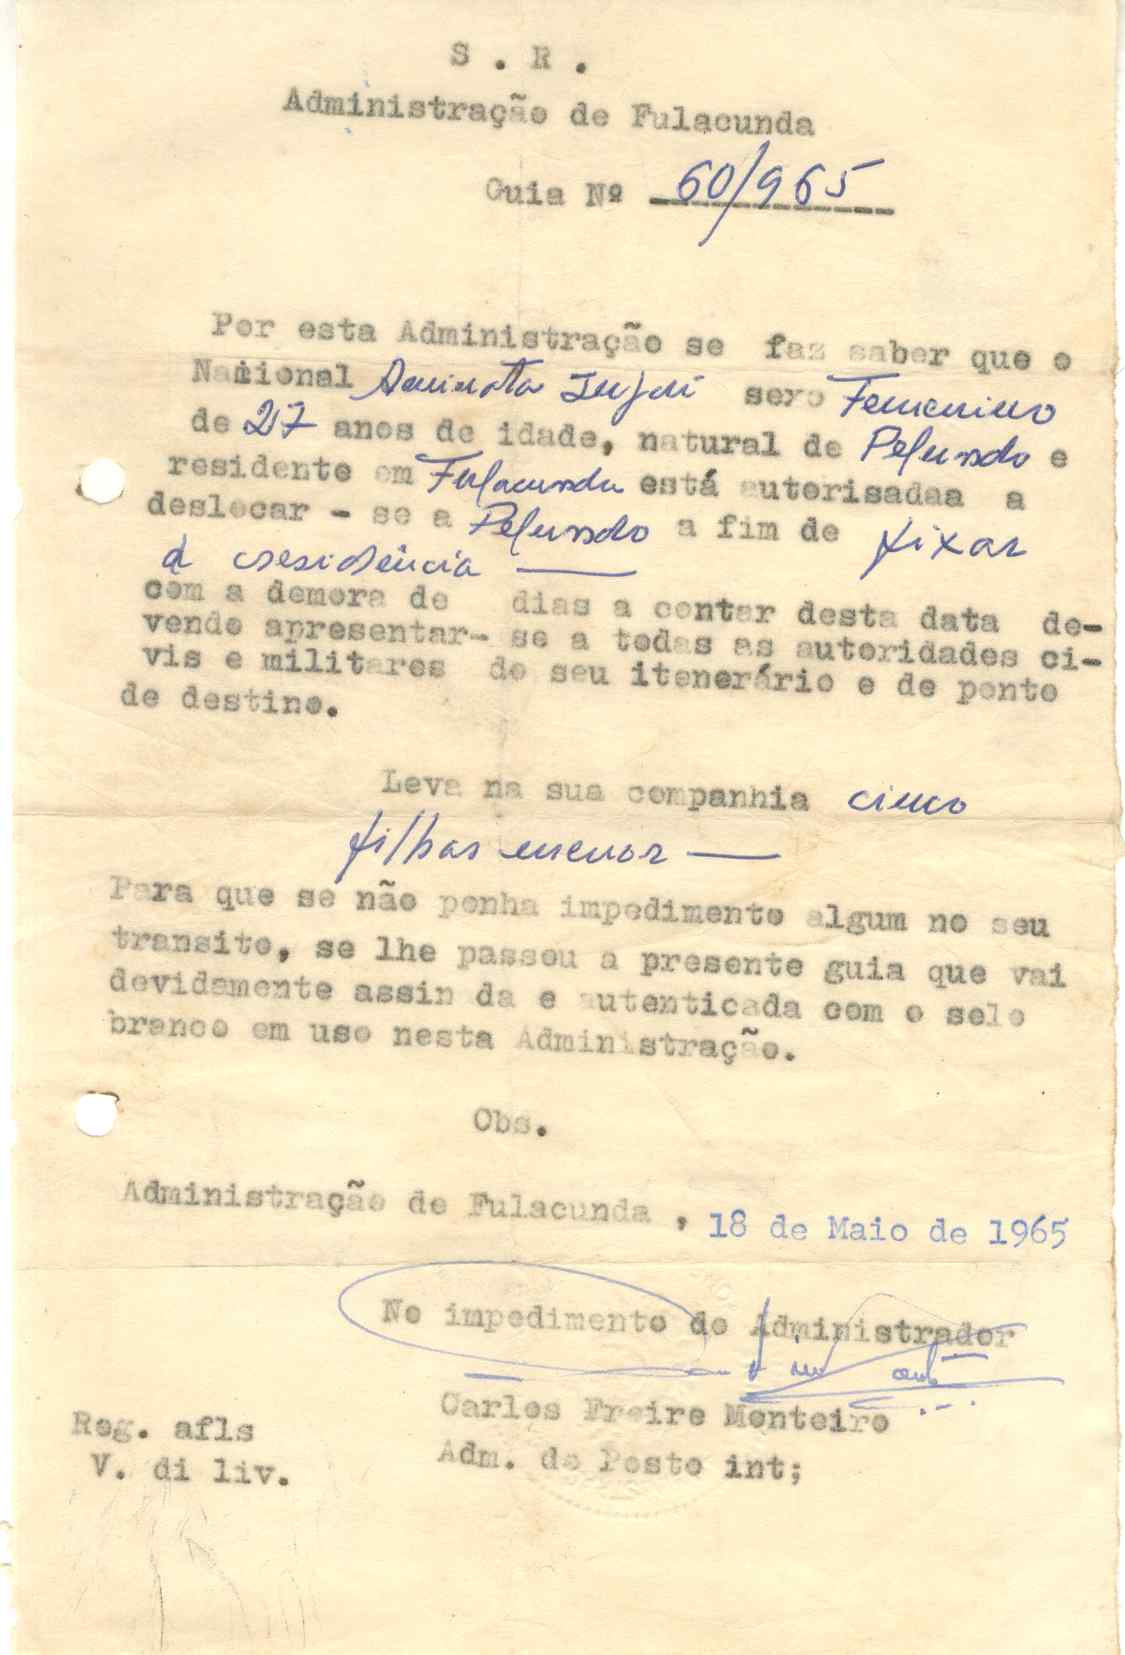 S . R .
Administração de Fulacunda
Guia Nº 60/965
Por esta Administração se faz saber que o
Naiional Aminata Injai sexo Femenino
de 27 anos de idade, natural de Pelundo e
residente em Fulacunda está autorisadaa a
deslocar - se a Pelundo a fim de fixar
à residência
com a demora de dias a contar desta data de-
vendo apresentar- se a todas as autoridades ci-
vis e militares do seu itenerário e de ponto
de destino.
Leva na sua companhia cinco
filhas menor
Para que se não ponha impedimento algum no seu
transito, se lhe passou a presente guia que vai
devidamente assin da e autenticada com o selo
branco em uso nesta Administração.
Obs.
Administração de Fulacunda , 18 de Maio de 1965
No impedimento do Administrador
Carlos Freire Monteiro
Adm. de Posto int;
Reg. afls
V. di liv.